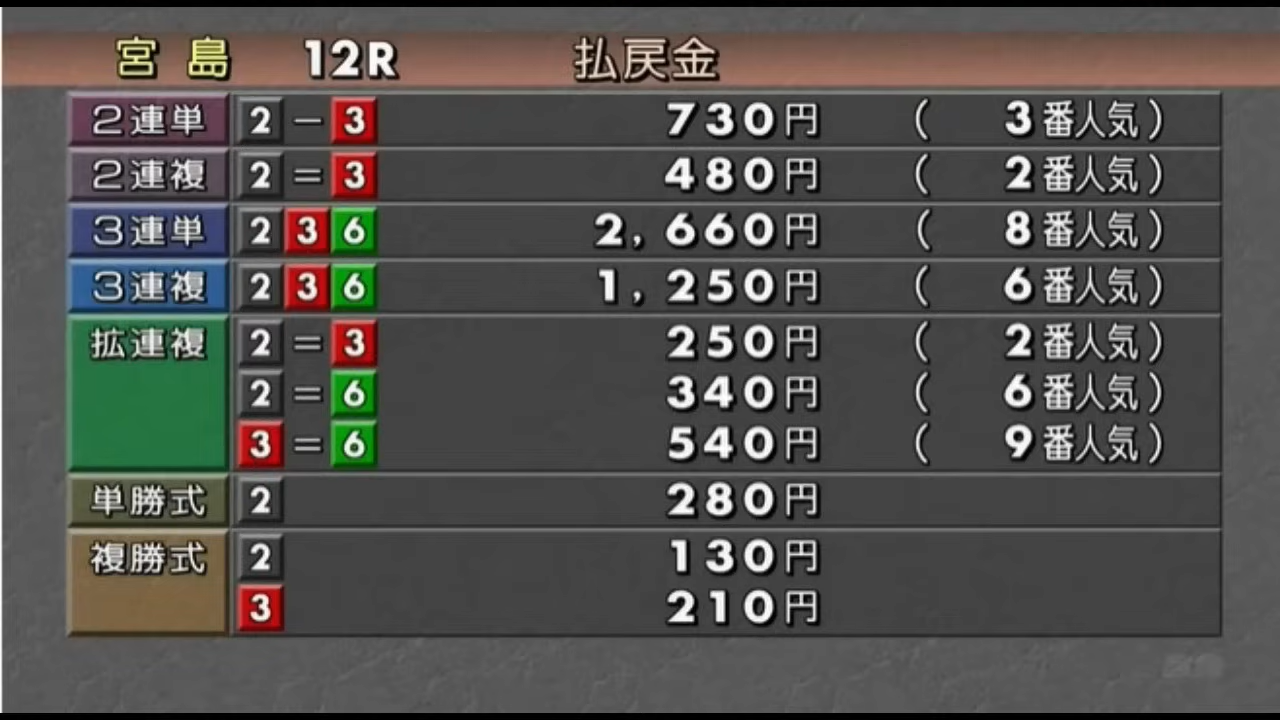 宮島 12R 払戻金
2連単 2 － 3 730円 ( 3番人気 )
2連複 2 ＝ 3 480円 ( 2番人気 )
3連単 2 3 6 2,660円 ( 8番人気 )
3連複 2 3 6 1,250円 ( 6番人気 )
拡連複 2 ＝ 3 250円 ( 2番人気 )
2 ＝ 6 340円 ( 6番人気 )
3 ＝ 6 540円 ( 9番人気 )
単勝式 2 280円
複勝式 2 130円
3 210円